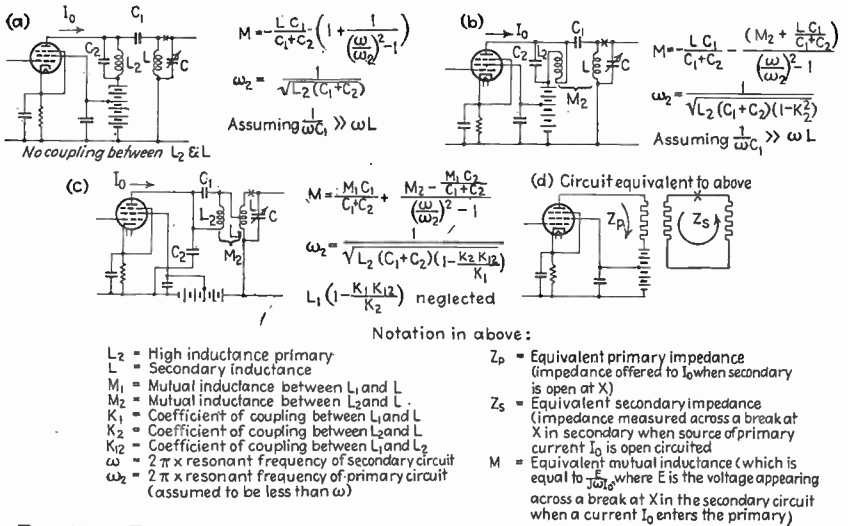 (a)
I₀
C₁
C₂
L₂
L
C
No coupling between L₂ & L
M = - L C₁/(C₁+C₂) · (1 + 1/((ω/ω₂)² - 1))
ω₂ = 1/√(L₂ (C₁+C₂))
Assuming 1/ωC₁ ≫ ωL
(b)
I₀
C₁
C₂
L₂
L
C
M₂
M = - L C₁/(C₁+C₂) - (M₂ + L C₁/(C₁+C₂))/((ω/ω₂)² - 1)
ω₂ = 1/√(L₂ (C₁+C₂)(1-K₂²))
Assuming 1/ωC₁ ≫ ωL
(c)
I₀
C₁
L₂
L
C
L₁
C₂
M₂
M = M₁C₁/(C₁+C₂) + (M₂ - M₁C₂/(C₁+C₂))/((ω/ω₂)² - 1)
ω₂ = 1/√(L₂ (C₁+C₂)(1 - K₂ K₁₂/K₁))
L₁ (1 - K₁ K₁₂/K₂) neglected
(d) Circuit equivalent to above
X
Zₚ
Zₛ
Notation in above:
L₂ = High inductance primary
L = Secondary inductance
M₁ = Mutual inductance between L₁ and L
M₂ = Mutual inductance between L₂ and L
K₁ = Coefficient of coupling between L₁ and L
K₂ = Coefficient of coupling between L₂ and L
K₁₂ = Coefficient of coupling between L₁ and L₂
ω = 2π x resonant frequency of secondary circuit
ω₂ = 2π x resonant frequency of primary circuit
(assumed to be less than ω)
Zₚ = Equivalent primary impedance
(impedance offered to I₀ when secondary
is open at X)
Zₛ = Equivalent secondary impedance
(impedance measured across a break at
X in secondary when source of primary
current I₀ is open circuited
M = Equivalent mutual inductance (which is
equal to E/JωI₀, where E is the voltage appearing
across a break at X in the secondary circuit
when a current I₀ enters the primary)